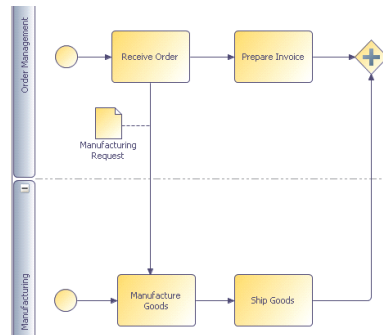 Order Management
Receive Order
Prepare Invoice
Manufacturing
Request
Manufacturing
Manufacture
Goods
Ship Goods